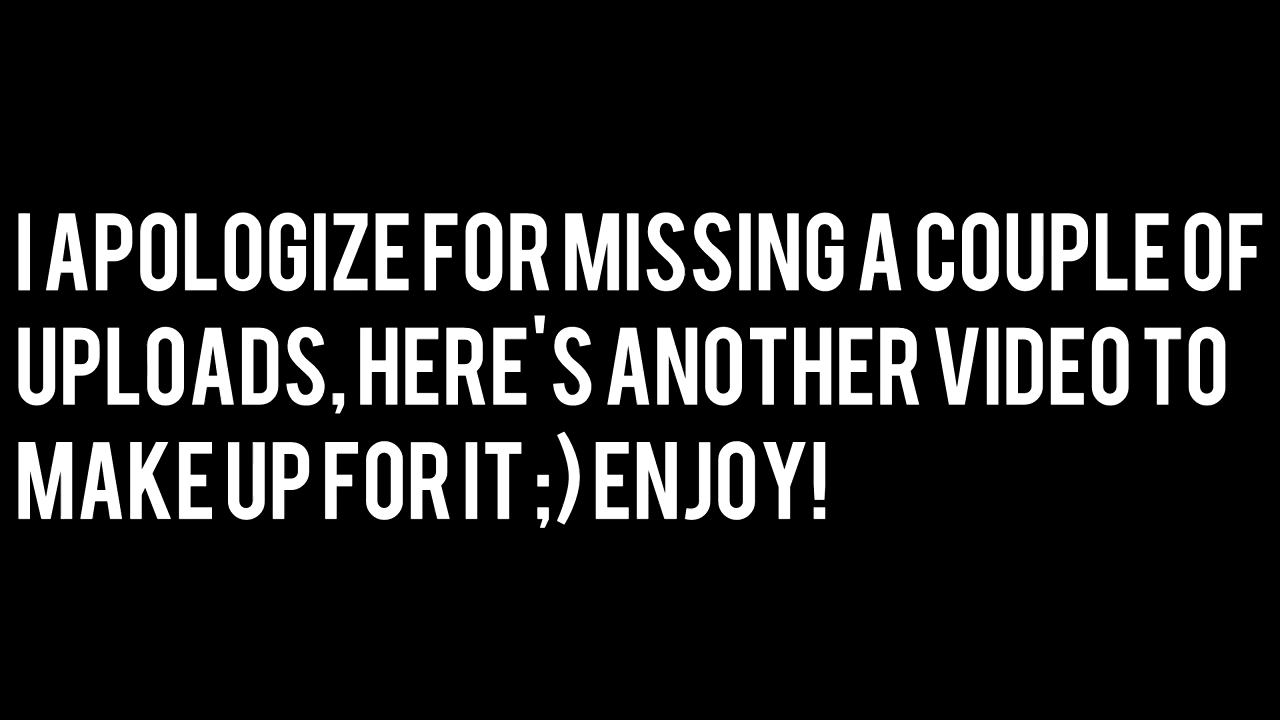 I APOLOGIZE FOR MISSING A COUPLE OF
UPLOADS, HERE'S ANOTHER VIDEO TO
MAKE UP FOR IT ;) ENJOY!